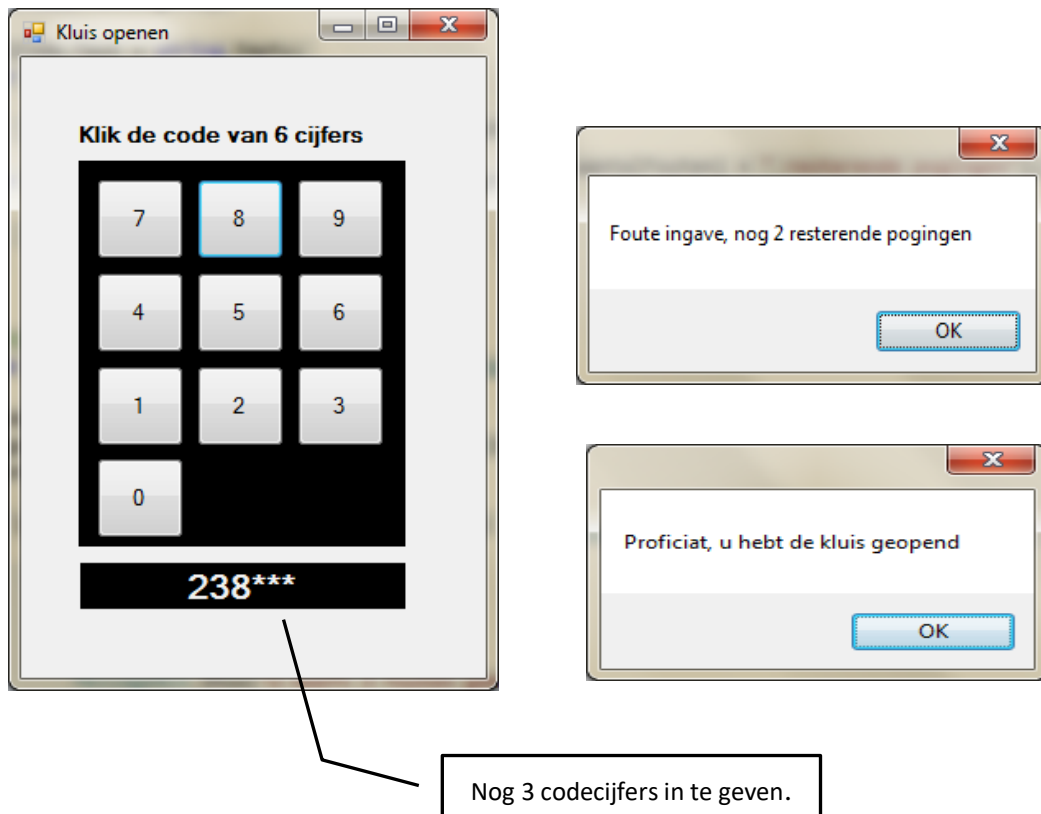 Kluis openen
Klik de code van 6 cijfers
7 8 9
4 5 6
1 2 3
0
238***
Foute ingave, nog 2 resterende pogingen
OK
Proficiat, u hebt de kluis geopend
OK
Nog 3 codecijfers in te geven.